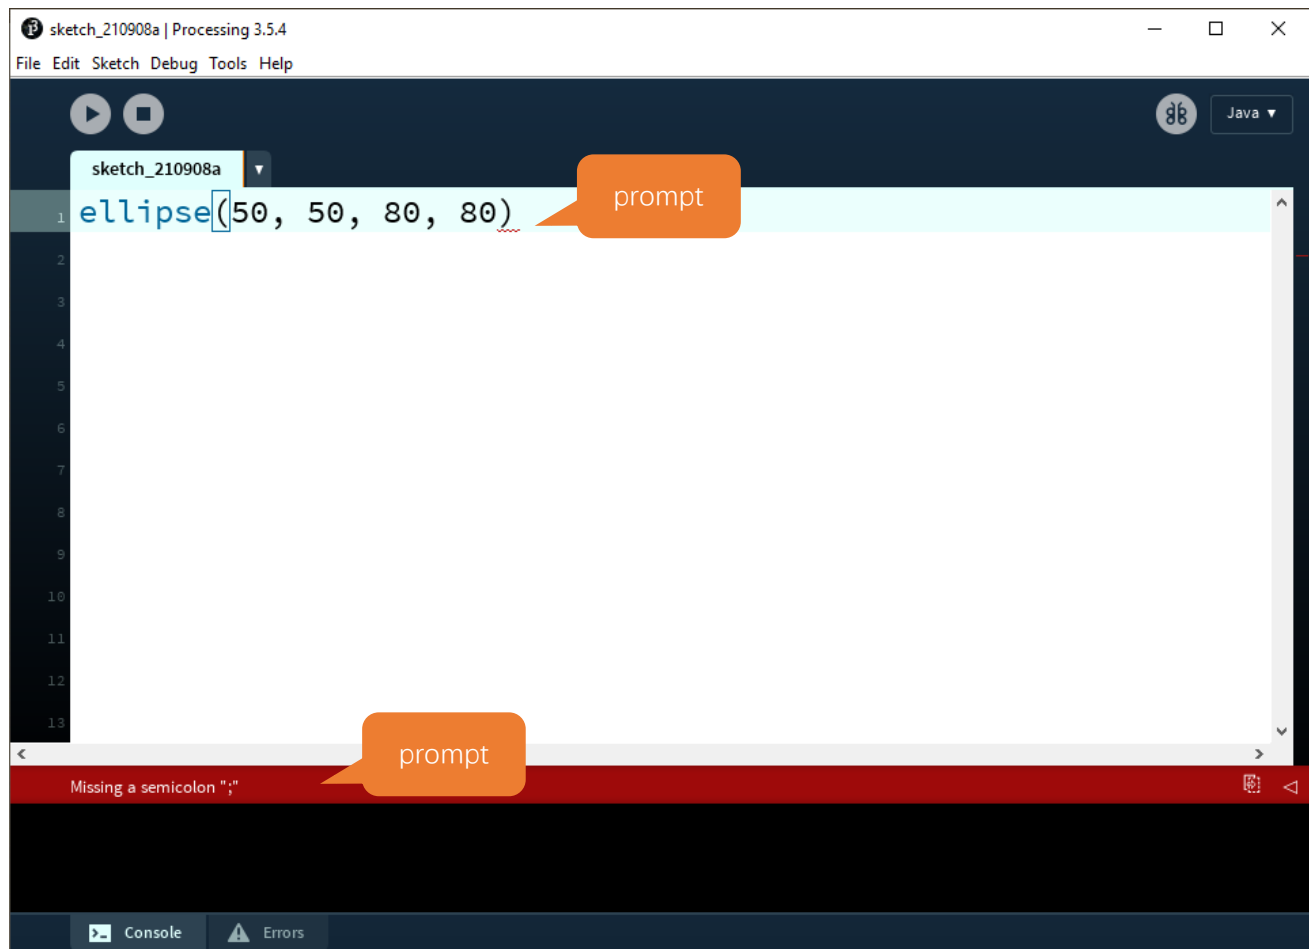 sketch_210908a | Processing 3.5.4
File Edit Sketch Debug Tools Help
Java
sketch_210908a
prompt
1 ellipse(50, 50, 80, 80)
2
3
4
5
6
7
8
9
10
11
12
13
prompt
Missing a semicolon ";"
Console
Errors